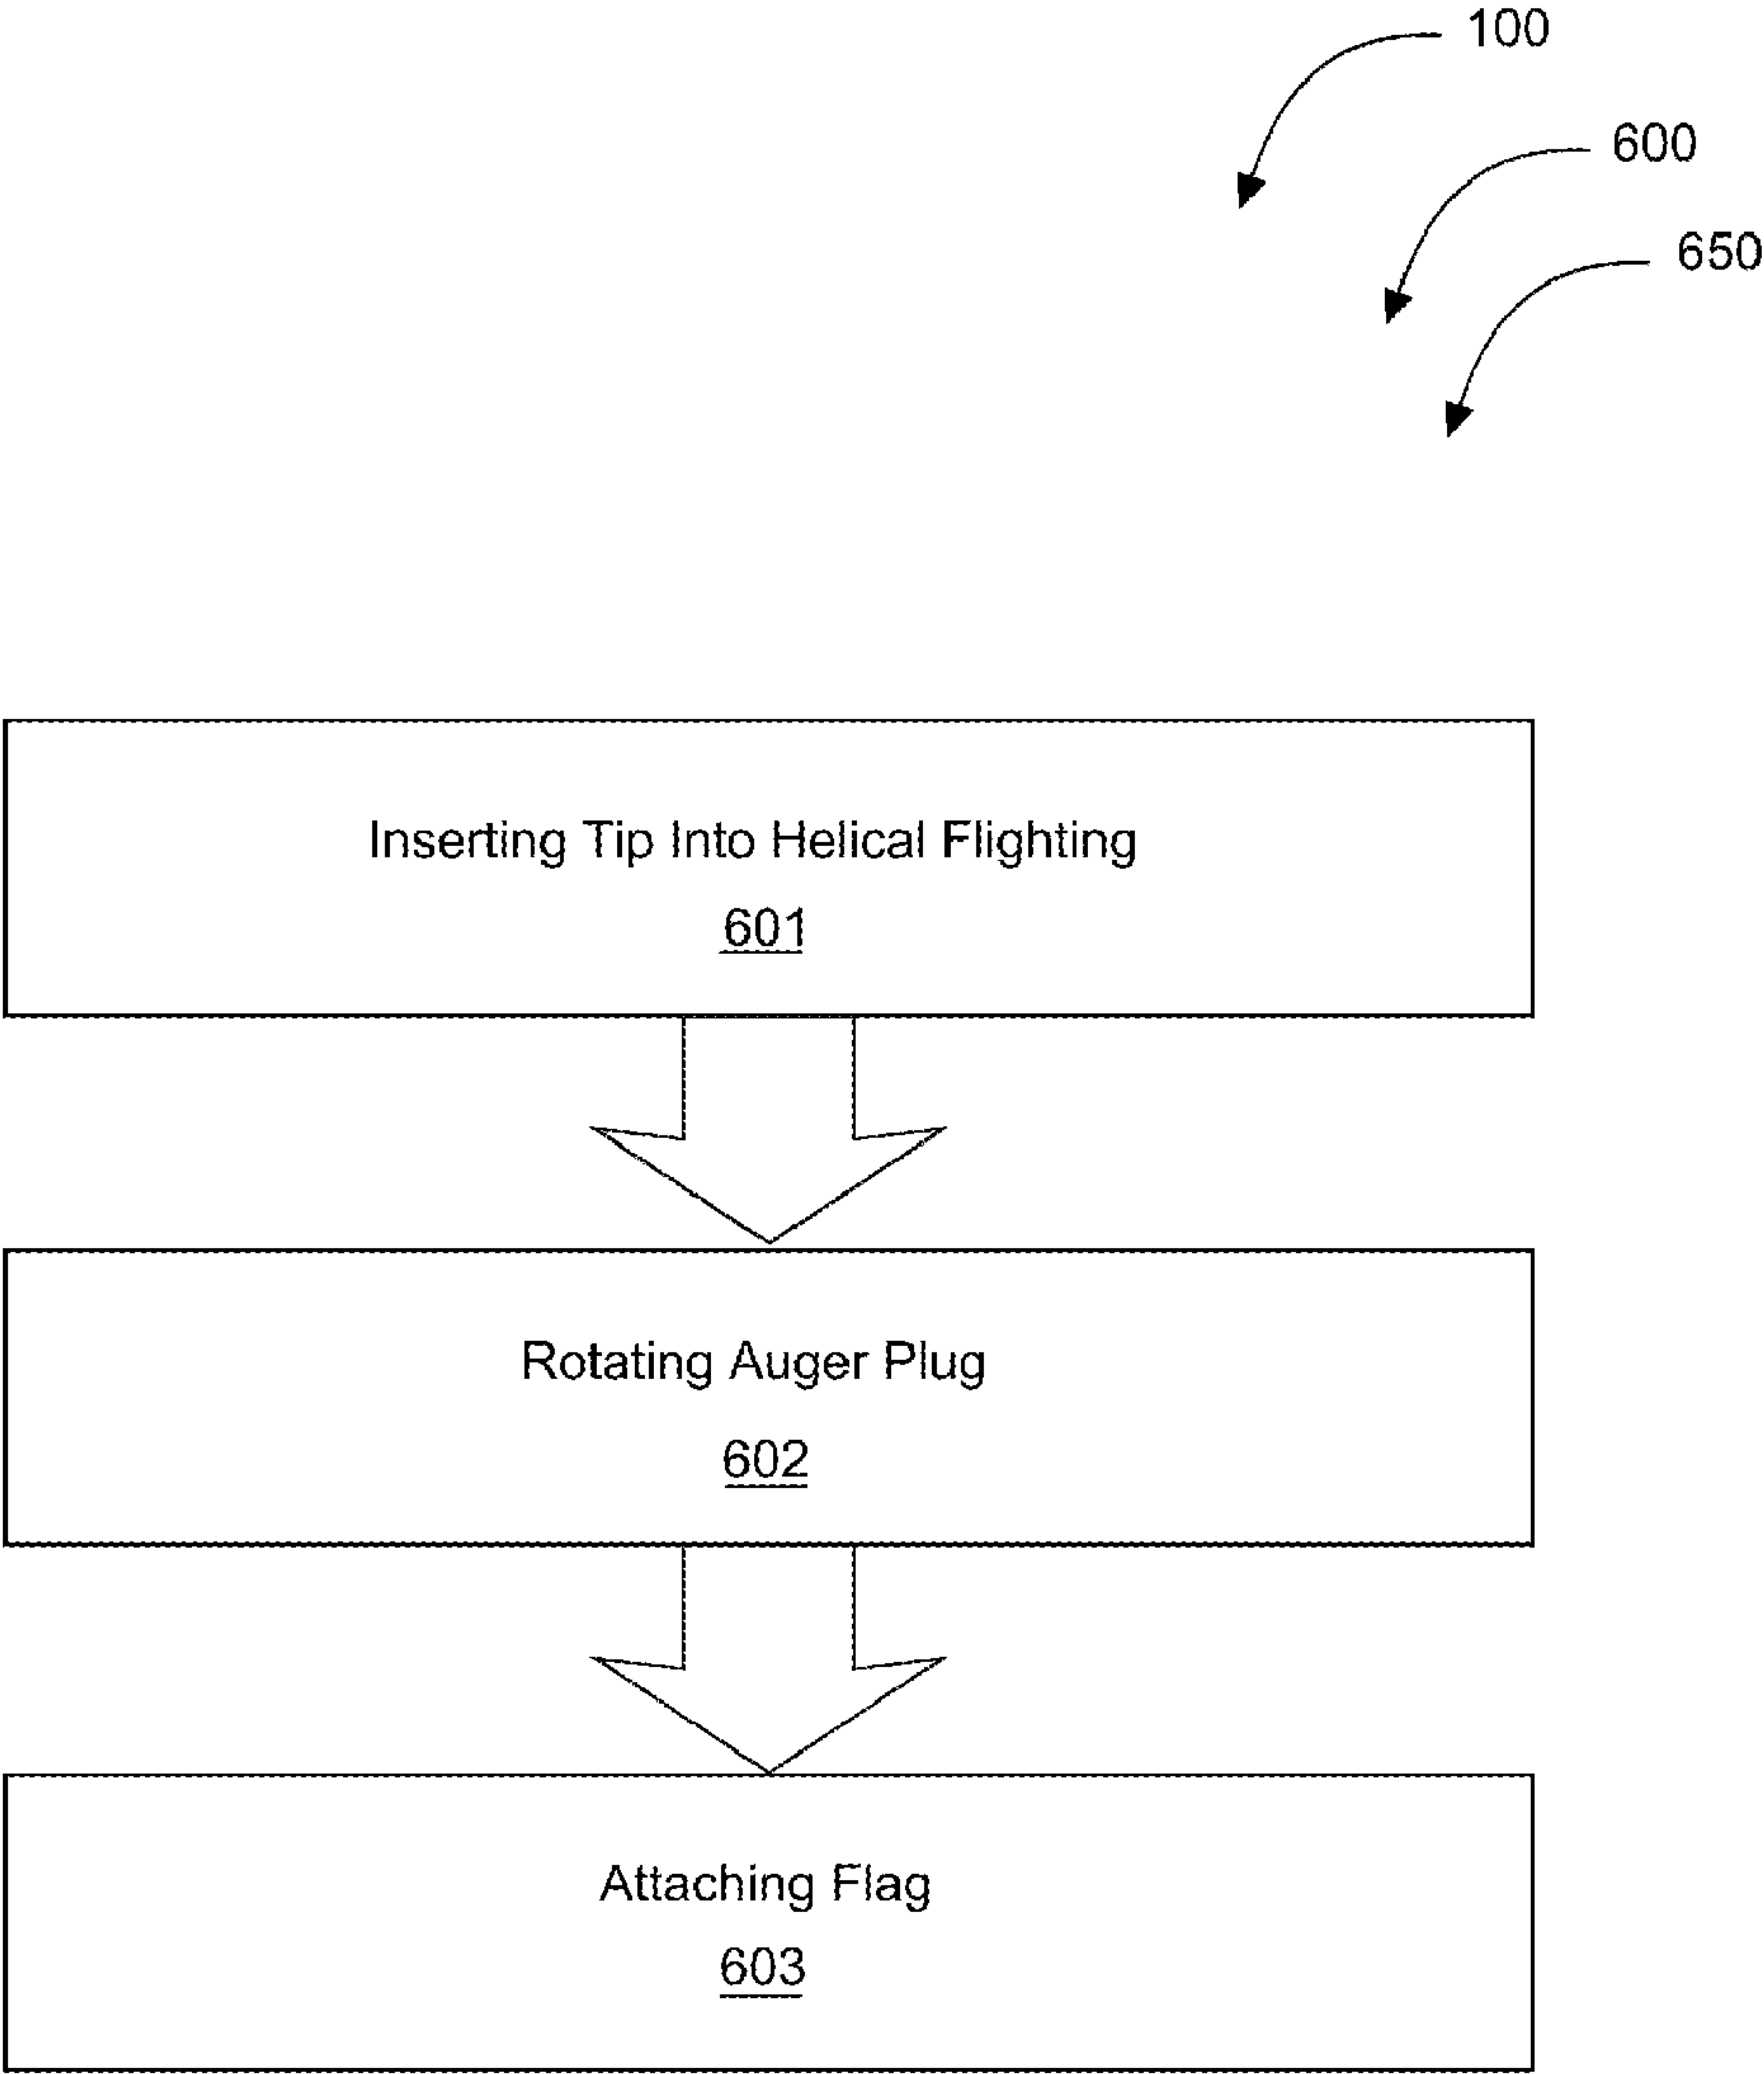 100
600
650
Inserting Tip Into Helical Flighting
601
Rotating Auger Plug
602
Attaching Flag
603